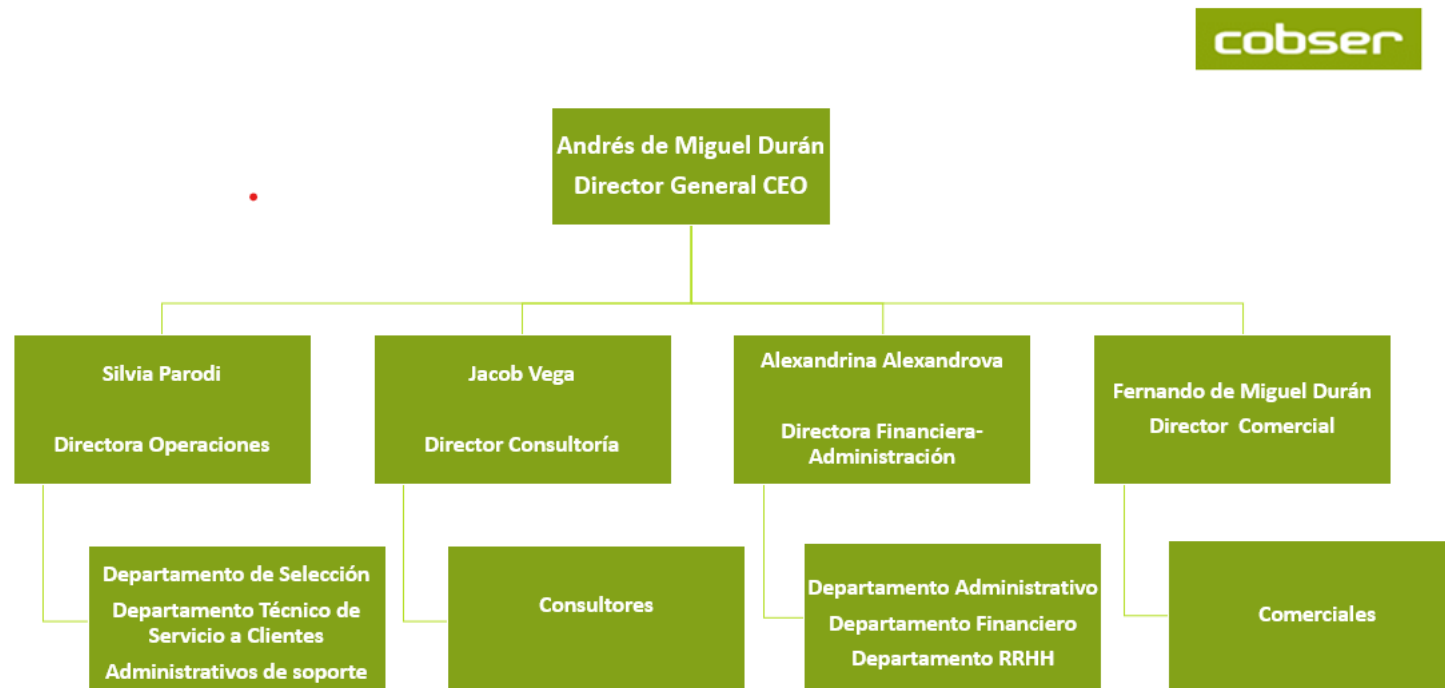 cobser
Andrés de Miguel Durán
Director General CEO
Silvia Parodi
Directora Operaciones
Jacob Vega
Director Consultoría
Alexandrina Alexandrova
Directora Financiera-
Administración
Fernando de Miguel Durán
Director Comercial
Departamento de Selección
Departamento Técnico de
Servicio a Clientes
Administrativos de soporte
Consultores
Departamento Administrativo
Departamento Financiero
Departamento RRHH
Comerciales